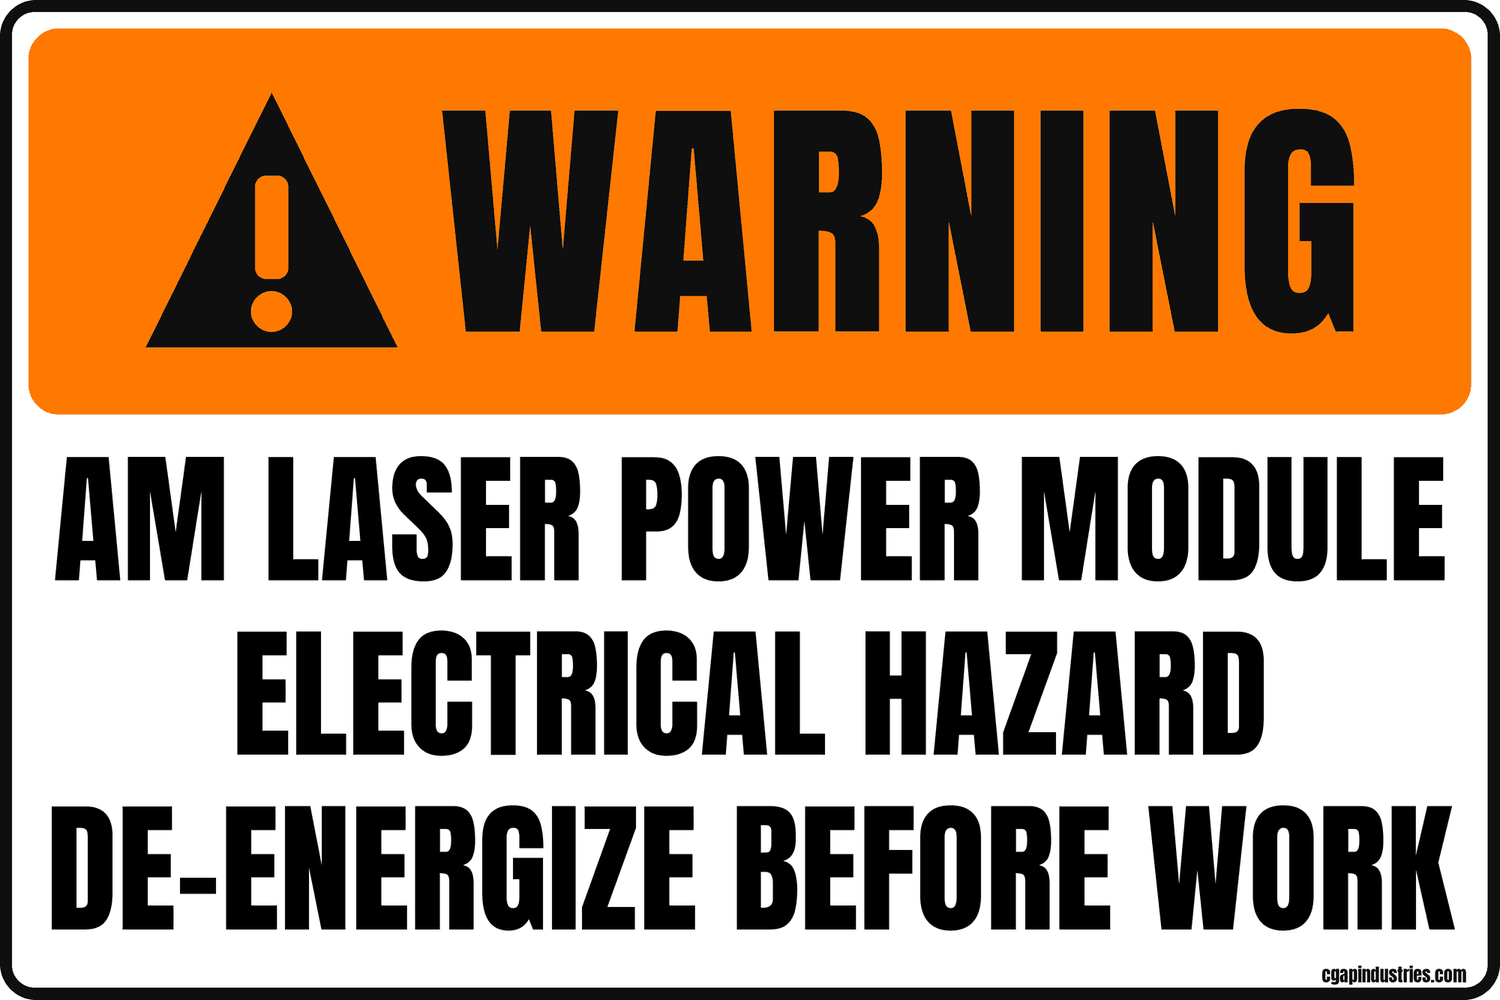 WARNING
AM LASER POWER MODULE
ELECTRICAL HAZARD
DE-ENERGIZE BEFORE WORK
cgapindustries.com